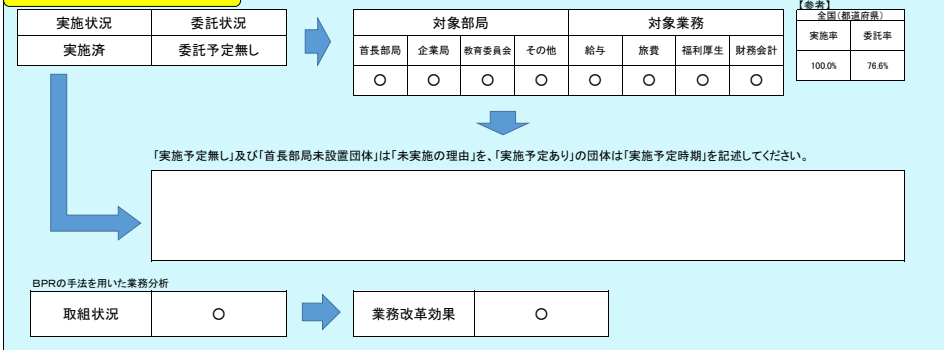 【参考】
実施状況 委託状況 対象部局 対象業務 全国(都道府県)
実施済 委託予定無し 首長部局 企業局 教育委員会 その他 給与 旅費 福利厚生 財務会計 実施率 委託率
○ ○ ○ ○ ○ ○ ○ ○ 100.0% 76.6%
「実施予定無し」及び「首長部局未設置団体」は「未実施の理由」を、「実施予定あり」の団体は「実施予定時期」を記述してください。
BPRの手法を用いた業務分析
取組状況 ○ 業務改革効果 ○